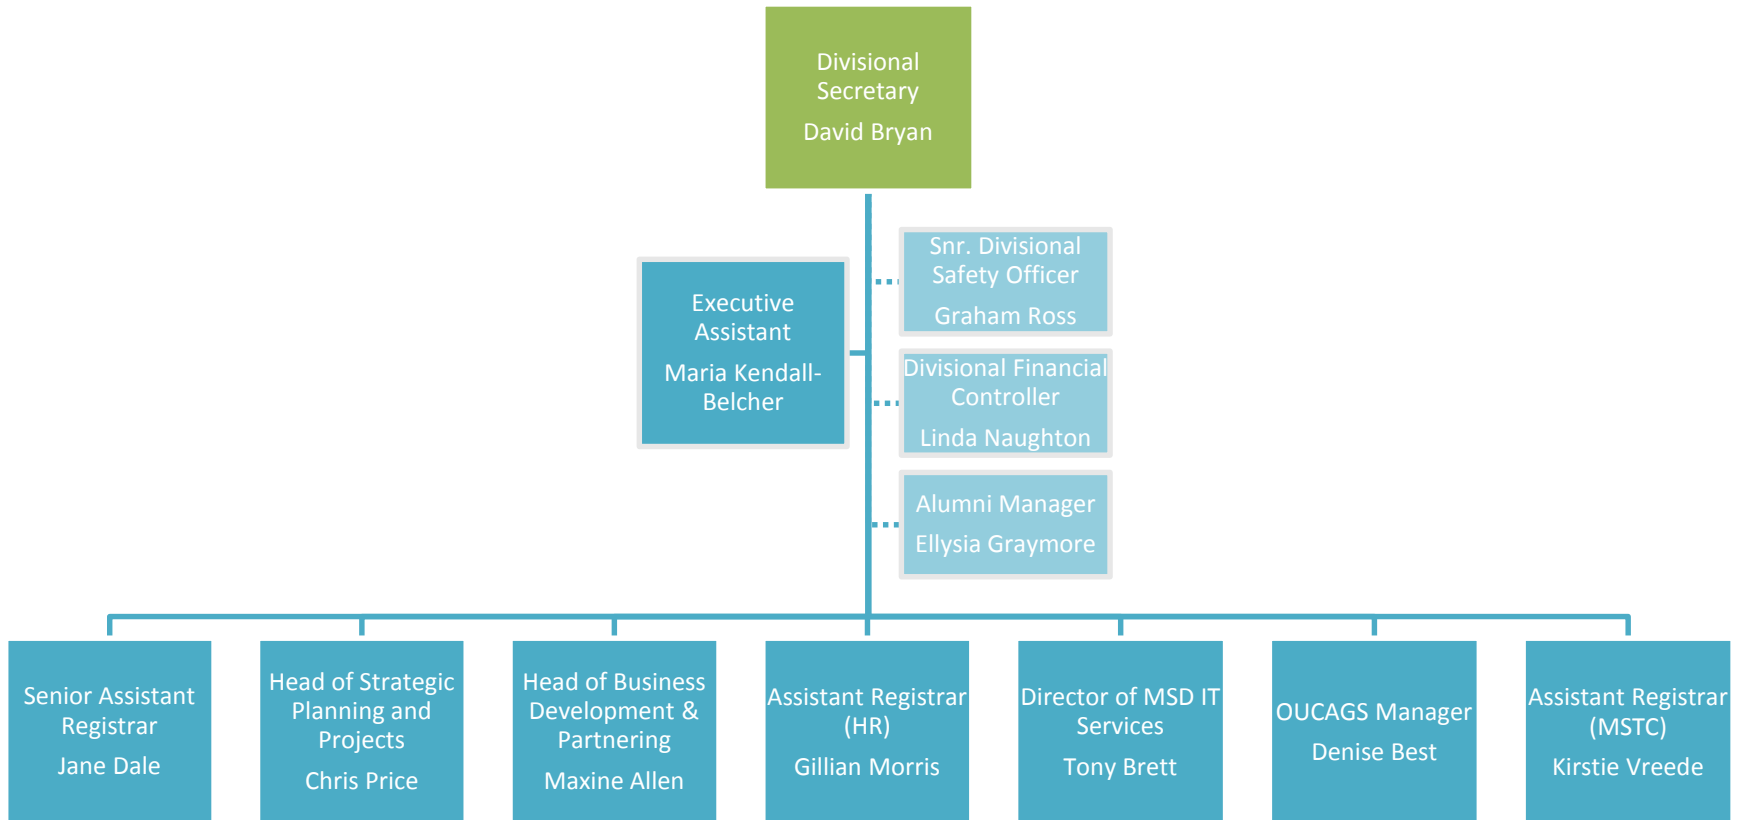 Divisional
Secretary
David Bryan
Executive
Assistant
Maria Kendall-
Belcher
Snr. Divisional
Safety Officer
Graham Ross
Divisional Financial
Controller
Linda Naughton
Alumni Manager
Ellysia Graymore
Senior Assistant
Registrar
Jane Dale
Head of Strategic
Planning and
Projects
Chris Price
Head of Business
Development &
Partnering
Maxine Allen
Assistant Registrar
(HR)
Gillian Morris
Director of MSD IT
Services
Tony Brett
OUCAGS Manager
Denise Best
Assistant Registrar
(MSTC)
Kirstie Vreede